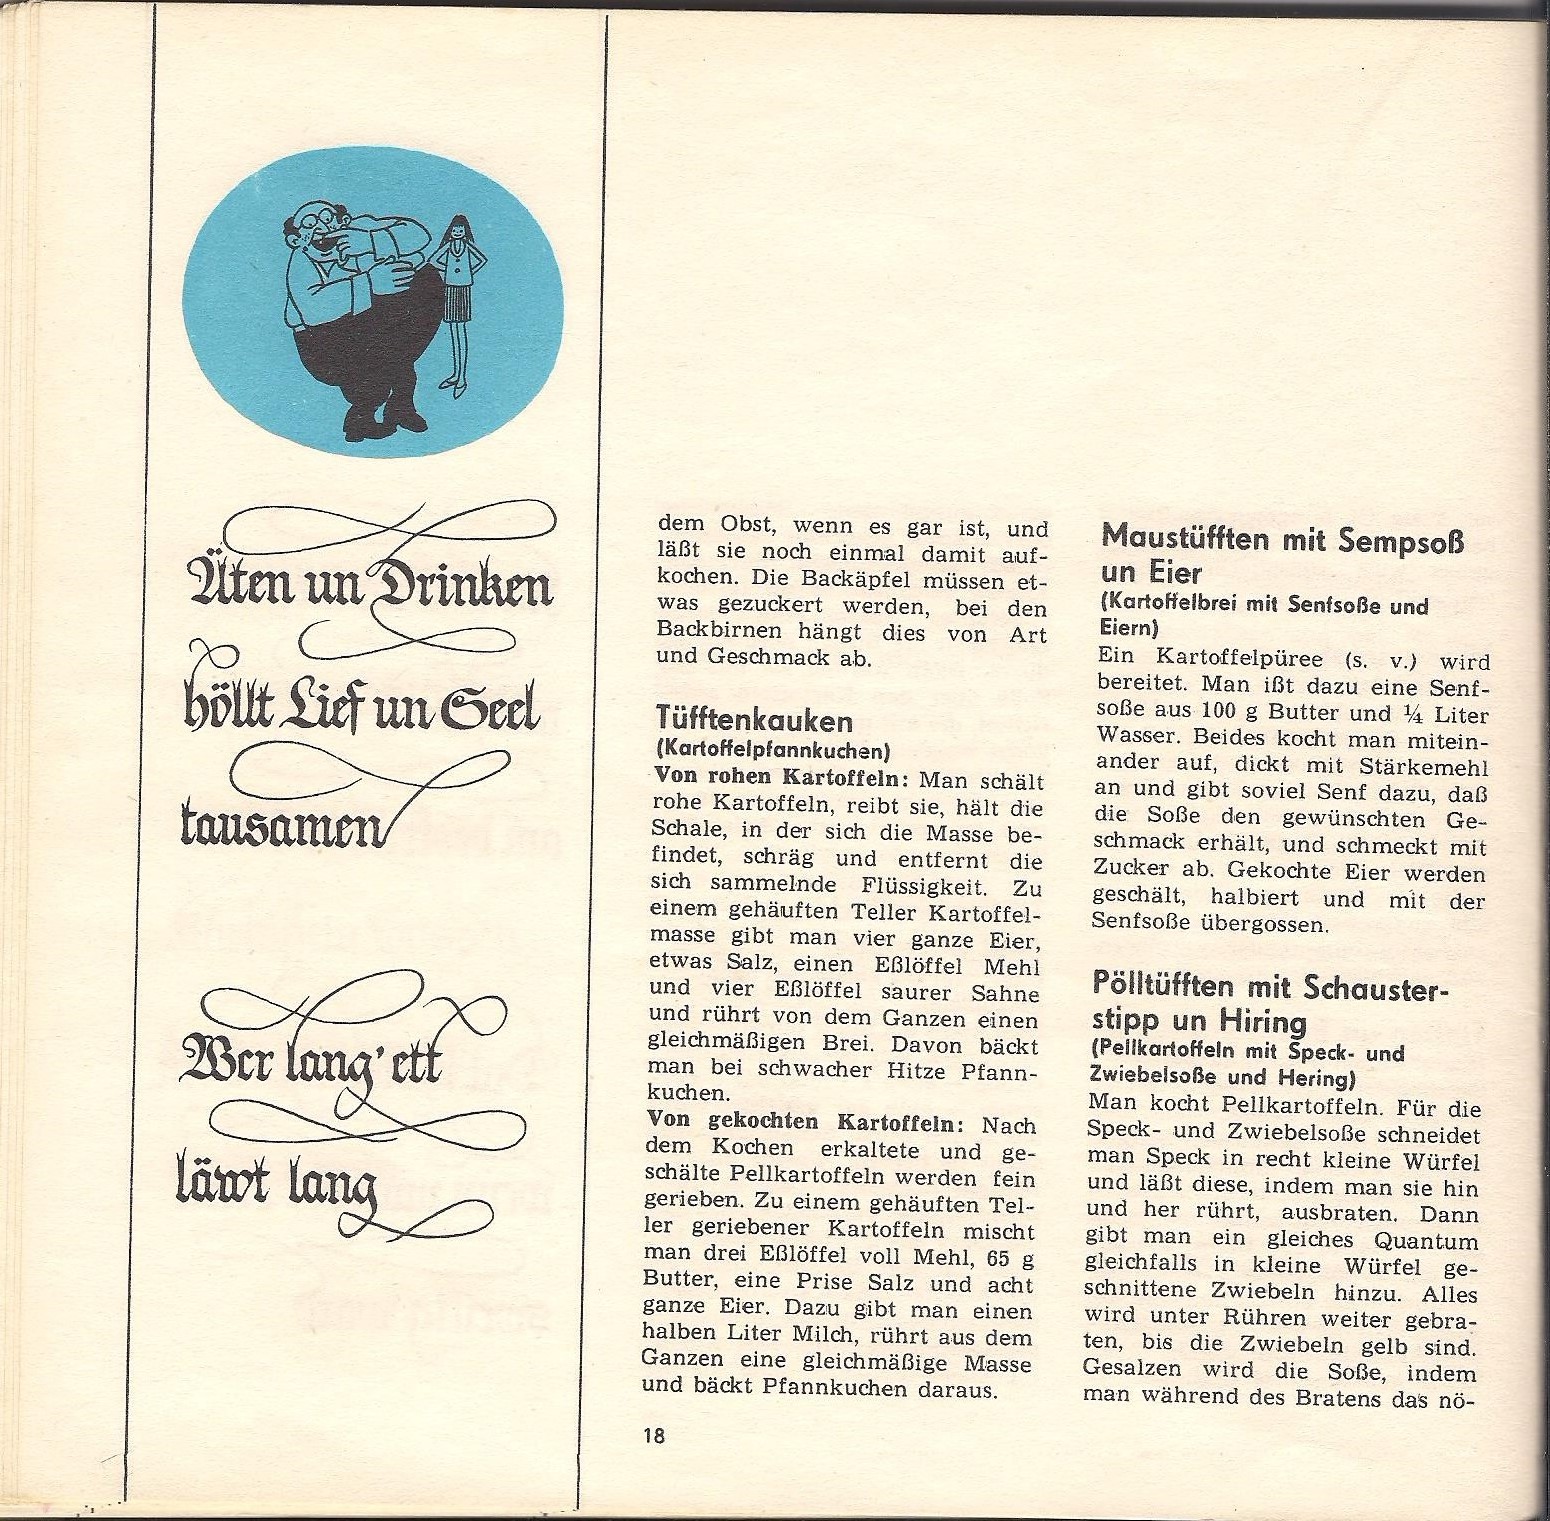 Äten un Drinken
höllt Lief un Seel
tausamen
Wer lang' ett
läwt lang
dem Obst, wenn es gar ist, und
läßt sie noch einmal damit auf-
kochen. Die Backäpfel müssen et-
was gezuckert werden, bei den
Backbirnen hängt dies von Art
und Geschmack ab.
Tüfftenkauken
(Kartoffelpfannkuchen)
Von rohen Kartoffeln: Man schält
rohe Kartoffeln, reibt sie, hält die
Schale, in der sich die Masse be-
findet, schräg und entfernt die
sich sammelnde Flüssigkeit. Zu
einem gehäuften Teller Kartoffel-
masse gibt man vier ganze Eier,
etwas Salz, einen Eßlöffel Mehl
und vier Eßlöffel saurer Sahne
und rührt von dem Ganzen einen
gleichmäßigen Brei. Davon bäckt
man bei schwacher Hitze Pfann-
kuchen.
Von gekochten Kartoffeln: Nach
dem Kochen erkaltete und ge-
schälte Pellkartoffeln werden fein
gerieben. Zu einem gehäuften Tel-
ler geriebener Kartoffeln mischt
man drei Eßlöffel voll Mehl, 65 g
Butter, eine Prise Salz und acht
ganze Eier. Dazu gibt man einen
halben Liter Milch, rührt aus dem
Ganzen eine gleichmäßige Masse
und bäckt Pfannkuchen daraus.
Maustüfften mit Sempsoß
un Eier
(Kartoffelbrei mit Senfsoße und
Eiern)
Ein Kartoffelpüree (s. v.) wird
bereitet. Man ißt dazu eine Senf-
soße aus 100 g Butter und ¼ Liter
Wasser. Beides kocht man mitein-
ander auf, dickt mit Stärkemehl
an und gibt soviel Senf dazu, daß
die Soße den gewünschten Ge-
schmack erhält, und schmeckt mit
Zucker ab. Gekochte Eier werden
geschält, halbiert und mit der
Senfsoße übergossen.
Pölltüfften mit Schauster-
stipp un Hiring
(Pellkartoffeln mit Speck- und
Zwiebelsoße und Hering)
Man kocht Pellkartoffeln. Für die
Speck- und Zwiebelsoße schneidet
man Speck in recht kleine Würfel
und läßt diese, indem man sie hin
und her rührt, ausbraten. Dann
gibt man ein gleiches Quantum
gleichfalls in kleine Würfel ge-
schnittene Zwiebeln hinzu. Alles
wird unter Rühren weiter gebra-
ten, bis die Zwiebeln gelb sind.
Gesalzen wird die Soße, indem
man während des Bratens das nö-
18